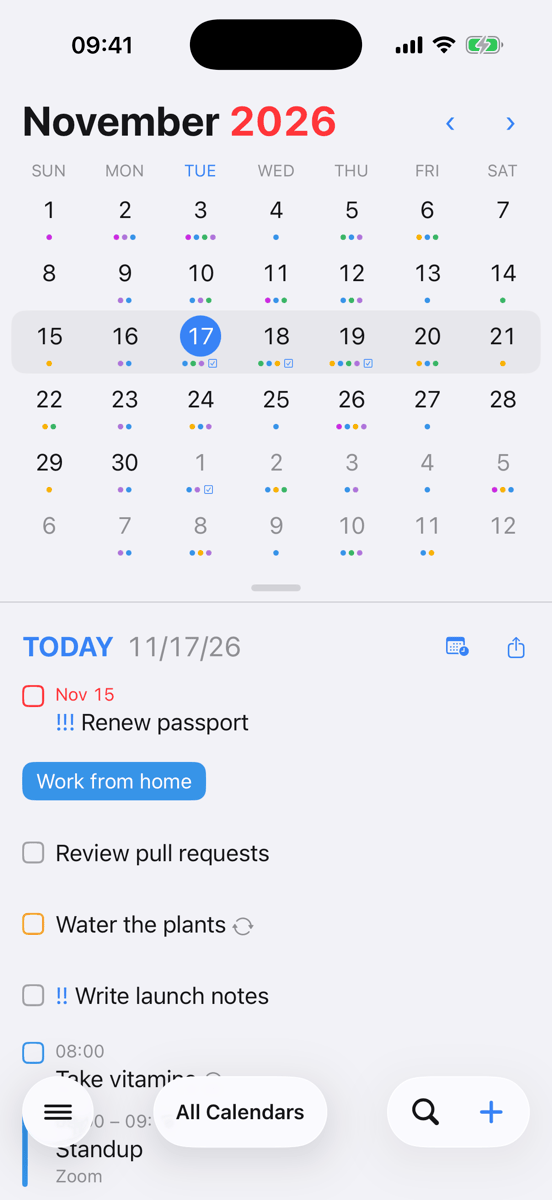 09:41
November 2026
SUN MON TUE WED THU FRI SAT
1 2 3 4 5 6 7
8 9 10 11 12 13 14
15 16 17 18 19 20 21
22 23 24 25 26 27 28
29 30 1 2 3 4 5
6 7 8 9 10 11 12
TODAY 11/17/26
Nov 15
!!! Renew passport
Work from home
Review pull requests
Water the plants
!! Write launch notes
08:00
Take vitamins
All Calendars
Standup
Zoom